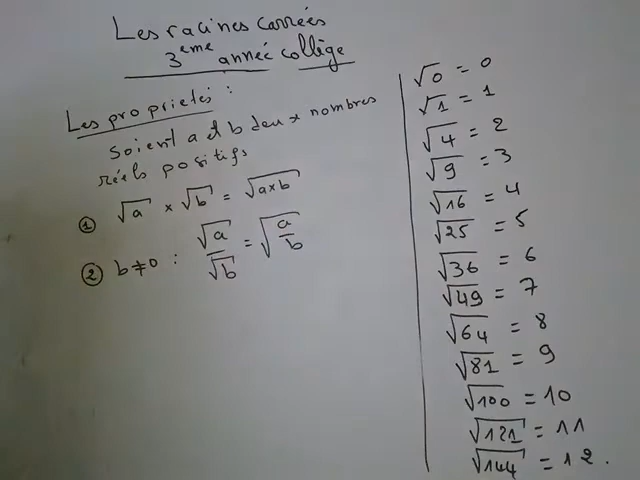 Les racines carrées
3eme année collège
Les proprietés :
Soient a et b deux nombres
réels positifs
① √a × √b = √(a×b)
② b≠0 : √a/√b = √(a/b)
√0 = 0
√1 = 1
√4 = 2
√9 = 3
√16 = 4
√25 = 5
√36 = 6
√49 = 7
√64 = 8
√81 = 9
√100 = 10
√121 = 11
√144 = 12.